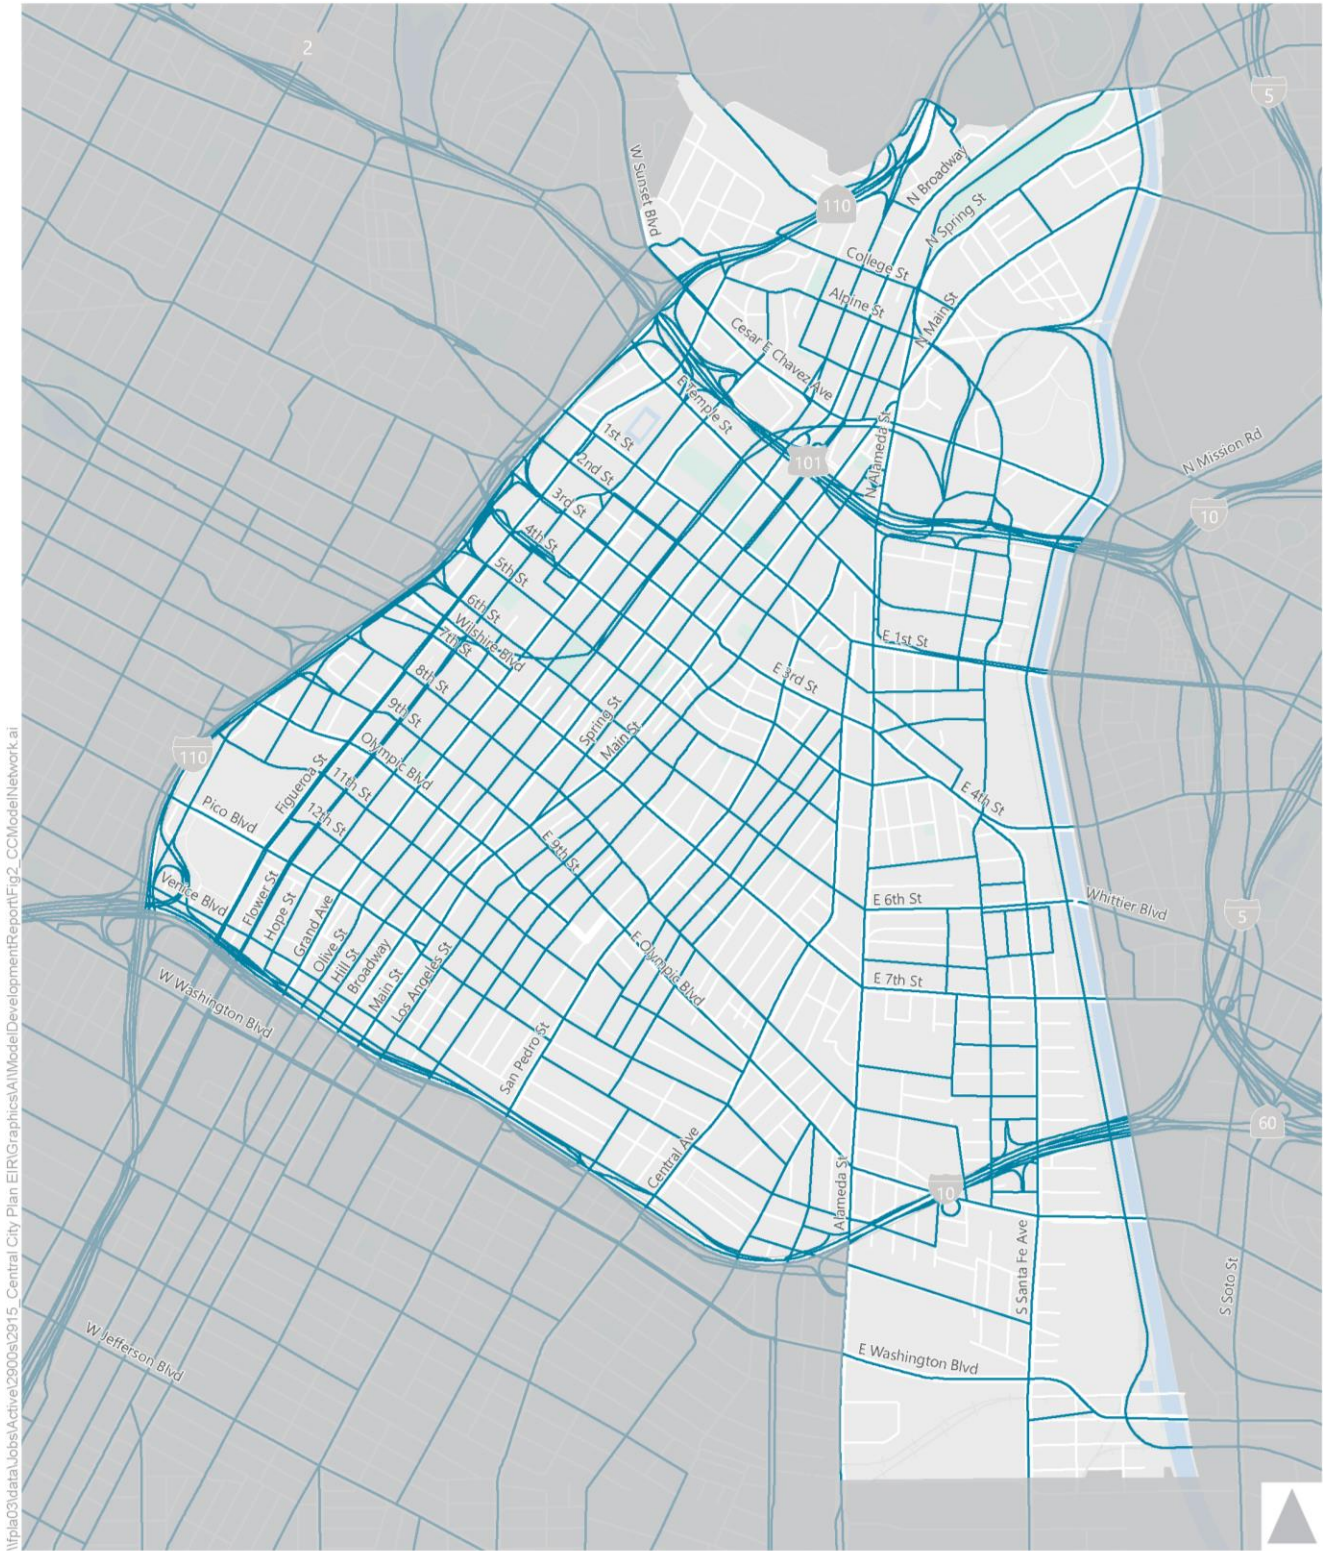 2
5
W Sunset Blvd
110
N Broadway
N Spring St
College St
Alpine St
N Main St
Cesar E Chavez Ave
E Temple St
1st St
2nd St
3rd St
4th St
5th St
6th St
Wilshire Blvd
7th St
8th St
9th St
Olympic Blvd
11th St
12th St
101
N Alameda St
N Mission Rd
10
E 1st St
E 3rd St
Spring St
Main St
110
Figueroa St
Pico Blvd
Venice Blvd
E 4th St
E 9th St
E 6th St
Whittier Blvd
5
Flower St
Hope St
Grand Ave
Olive St
Hill St
Broadway
Main St
Los Angeles St
E Olympic Blvd
E 7th St
W Washington Blvd
San Pedro St
Central Ave
60
10
Alameda St
S Santa Fe Ave
S Soto St
W Jefferson Blvd
E Washington Blvd
\\fpla03\data\Jobs\Active\2900s\2915_Central City Plan EIR\Graphics\AI\ModelDevelopmentReport\Fig2_CCModelNetwork.ai